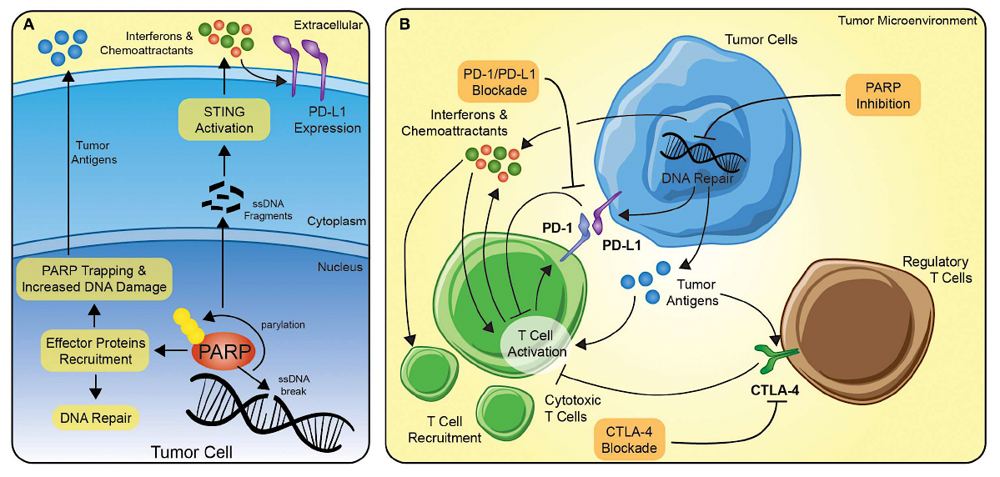 A
Extracellular
Interferons &
Chemoattractants
STING
Activation
PD-L1
Expression
Tumor
Antigens
ssDNA
Fragments
Cytoplasm
Nucleus
PARP Trapping &
Increased DNA Damage
parylation
Effector Proteins
Recruitment
PARP
ssDNA
break
DNA Repair
Tumor Cell
B
Tumor Microenvironment
Tumor Cells
PD-1/PD-L1
Blockade
PARP
Inhibition
Interferons &
Chemoattractants
DNA Repair
PD-1
PD-L1
Regulatory
T Cells
Tumor
Antigens
T Cell
Activation
CTLA-4
Cytotoxic
T Cells
T Cell
Recruitment
CTLA-4
Blockade